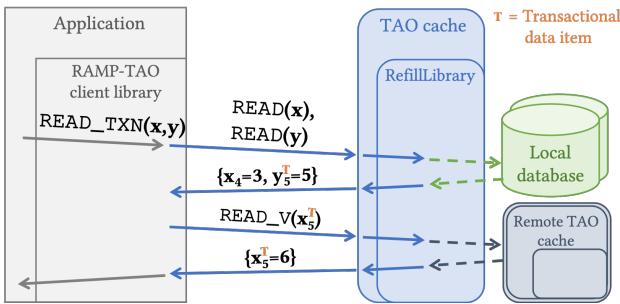 Application
TAO cache
T = Transactional
data item
RAMP-TAO
client library
RefillLibrary
READ_TXN(x,y)
READ(x),
READ(y)
Local
database
{x₄=3, y₅ᵀ=5}
READ_V(x₅ᵀ)
Remote TAO
cache
{x₅ᵀ=6}